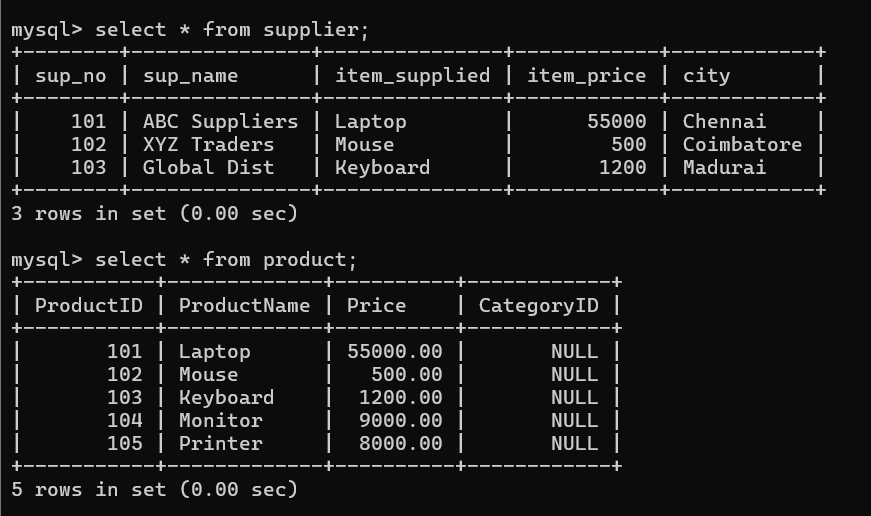 mysql> select * from supplier;
+--------+---------------+---------------+------------+------------+
| sup_no | sup_name      | item_supplied | item_price | city       |
+--------+---------------+---------------+------------+------------+
|    101 | ABC Suppliers | Laptop        |      55000 | Chennai    |
|    102 | XYZ Traders   | Mouse         |        500 | Coimbatore |
|    103 | Global Dist   | Keyboard      |       1200 | Madurai    |
+--------+---------------+---------------+------------+------------+
3 rows in set (0.00 sec)
mysql> select * from product;
+-----------+-------------+----------+------------+
| ProductID | ProductName | Price    | CategoryID |
+-----------+-------------+----------+------------+
|       101 | Laptop      | 55000.00 |       NULL |
|       102 | Mouse       |   500.00 |       NULL |
|       103 | Keyboard    |  1200.00 |       NULL |
|       104 | Monitor     |  9000.00 |       NULL |
|       105 | Printer     |  8000.00 |       NULL |
+-----------+-------------+----------+------------+
5 rows in set (0.00 sec)